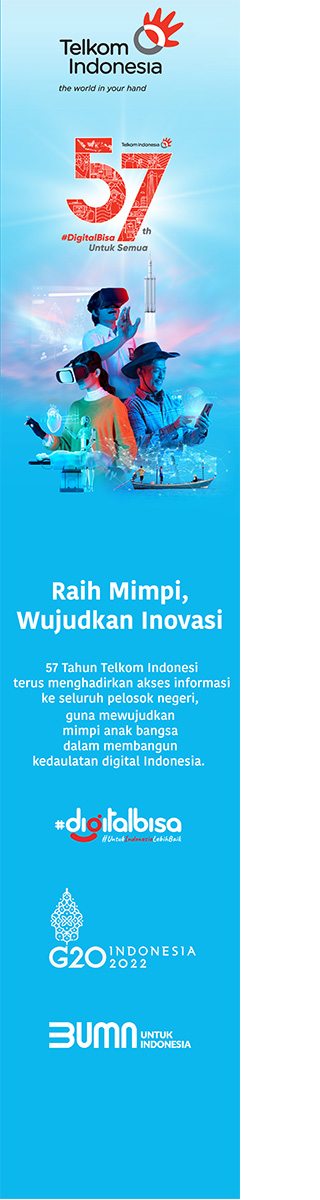 Telkom
Indonesia
the world in your hand
Telkom Indonesia
57th
#DigitalBisa
Untuk Semua
Raih Mimpi,
Wujudkan Inovasi
57 Tahun Telkom Indonesi
terus menghadirkan akses informasi
ke seluruh pelosok negeri,
guna mewujudkan
mimpi anak bangsa
dalam membangun
kedaulatan digital Indonesia.
#digitalbisa
#UntukIndonesiaLebihBaik
G20 INDONESIA
2022
BUMN UNTUK
INDONESIA